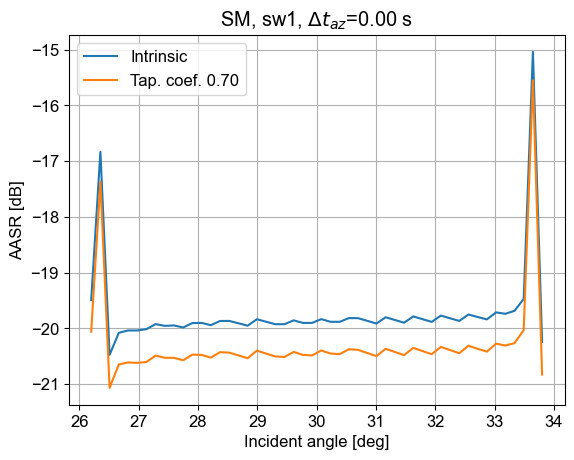 SM, sw1, Δt_az=0.00 s
Intrinsic
Tap. coef. 0.70
AASR [dB]
−15
−16
−17
−18
−19
−20
−21
26 27 28 29 30 31 32 33 34
Incident angle [deg]